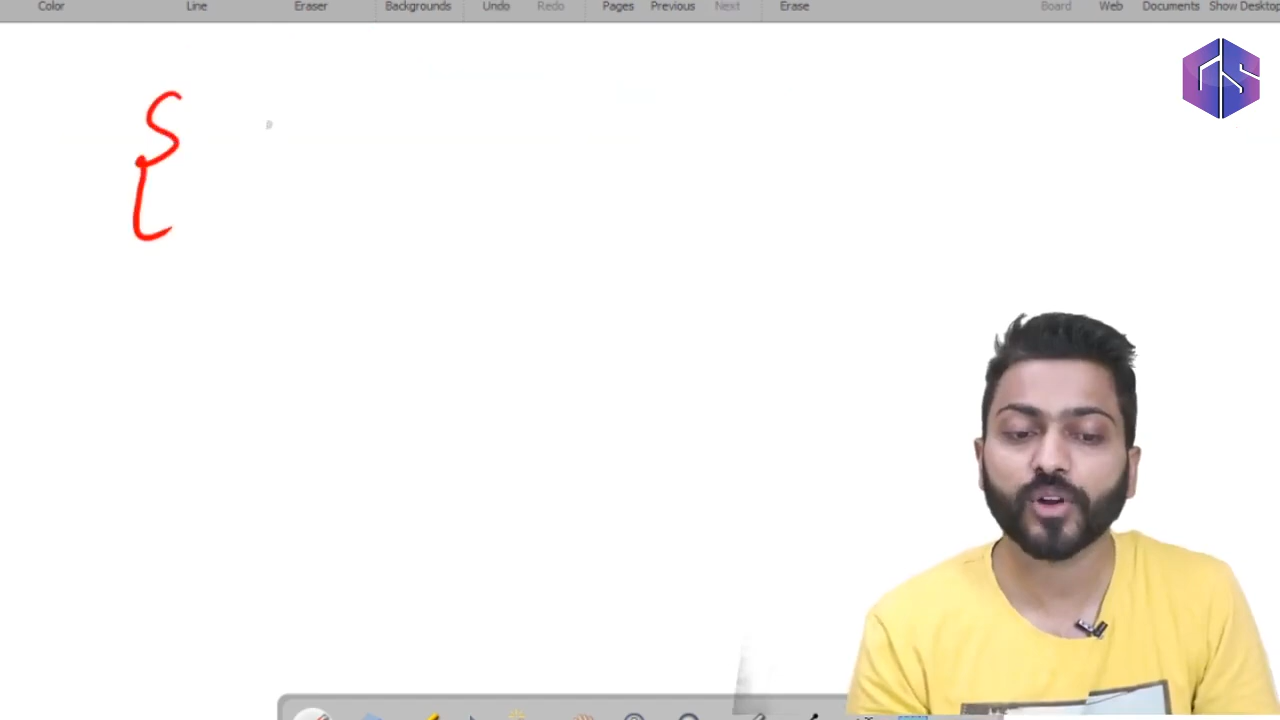 Color Line Eraser Backgrounds Undo Redo Pages Previous Next Erase Board Web Documents Show Desktop
S
L